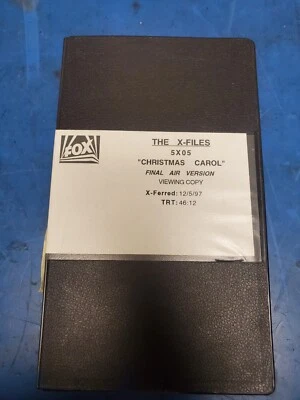 FOX
THE X-FILES
5X05
"CHRISTMAS CAROL"
FINAL AIR VERSION
VIEWING COPY
X-Ferred: 12/5/97
TRT: 46:12